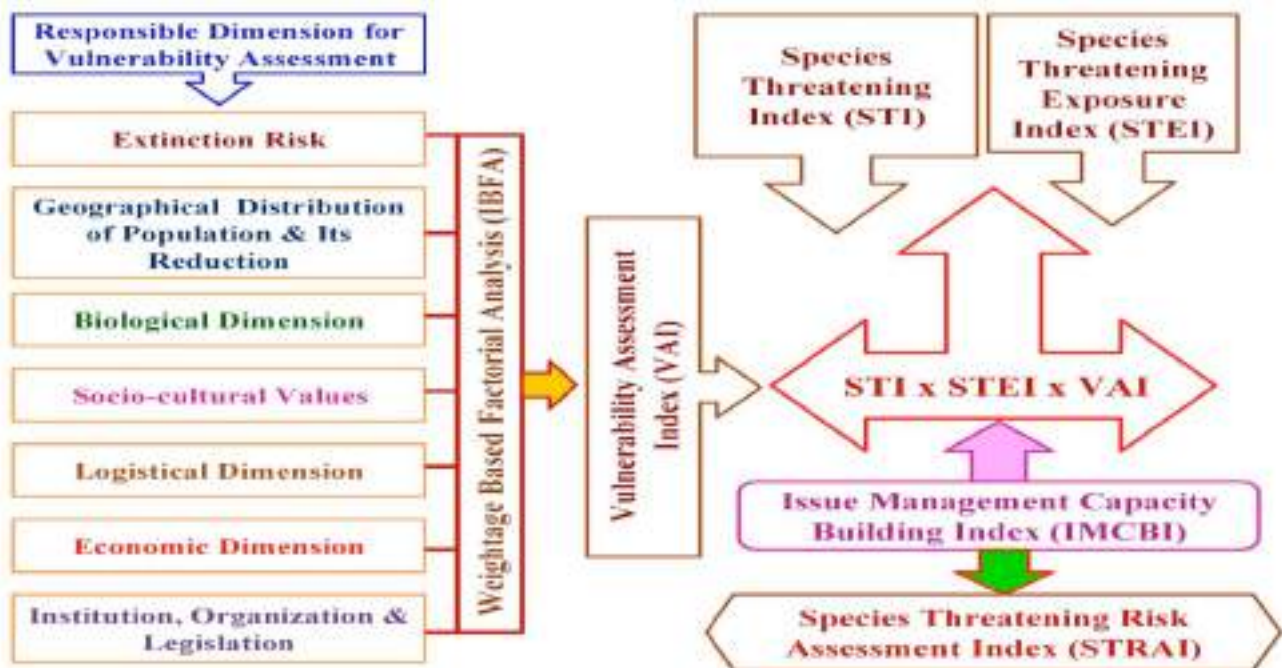 Responsible Dimension for
Vulnerability Assessment
Extinction Risk
Geographical Distribution
of Population & Its
Reduction
Biological Dimension
Socio-cultural Values
Logistical Dimension
Economic Dimension
Institution, Organization &
Legislation
Weightage Based Factorial Analysis (IBFA)
Vulnerability Assessment
Index (VAI)
Species
Threatening
Index (STI)
Species
Threatening
Exposure
Index (STEI)
STI x STEI x VAI
Issue Management Capacity
Building Index (IMCBI)
Species Threatening Risk
Assessment Index (STRAI)